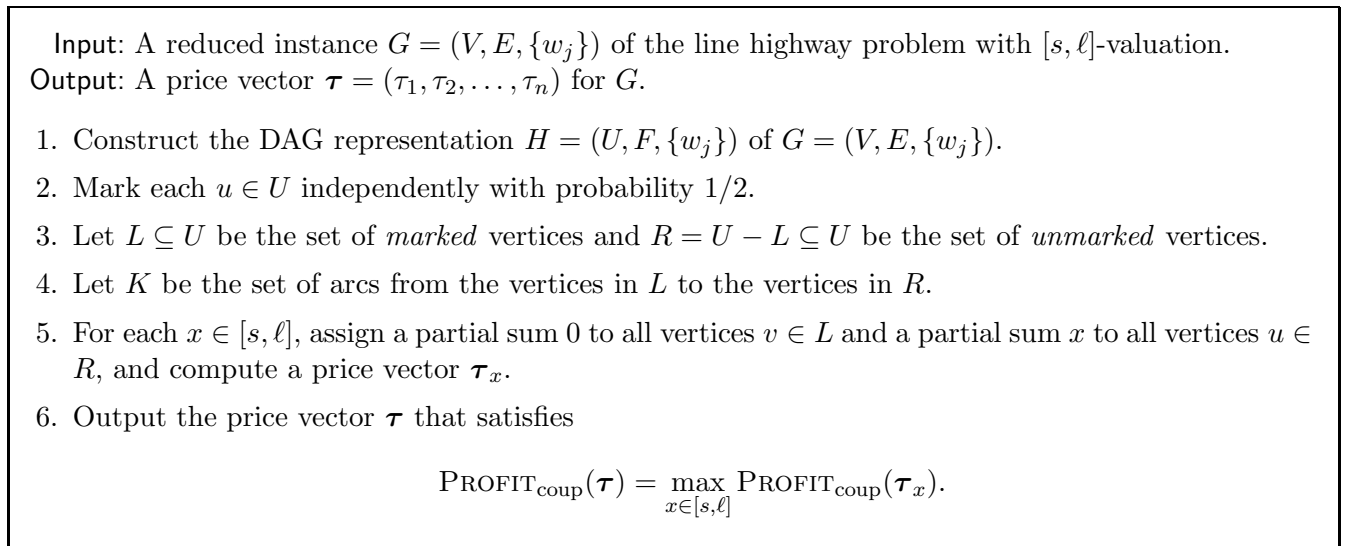 Input: A reduced instance G = (V, E, {w_j}) of the line highway problem with [s, ℓ]-valuation.
Output: A price vector τ = (τ_1, τ_2, . . . , τ_n) for G.
1. Construct the DAG representation H = (U, F, {w_j}) of G = (V, E, {w_j}).
2. Mark each u ∈ U independently with probability 1/2.
3. Let L ⊆ U be the set of marked vertices and R = U − L ⊆ U be the set of unmarked vertices.
4. Let K be the set of arcs from the vertices in L to the vertices in R.
5. For each x ∈ [s, ℓ], assign a partial sum 0 to all vertices v ∈ L and a partial sum x to all vertices u ∈
R, and compute a price vector τ_x.
6. Output the price vector τ that satisfies
PROFIT_coup(τ) = max_{x∈[s,ℓ]} PROFIT_coup(τ_x).